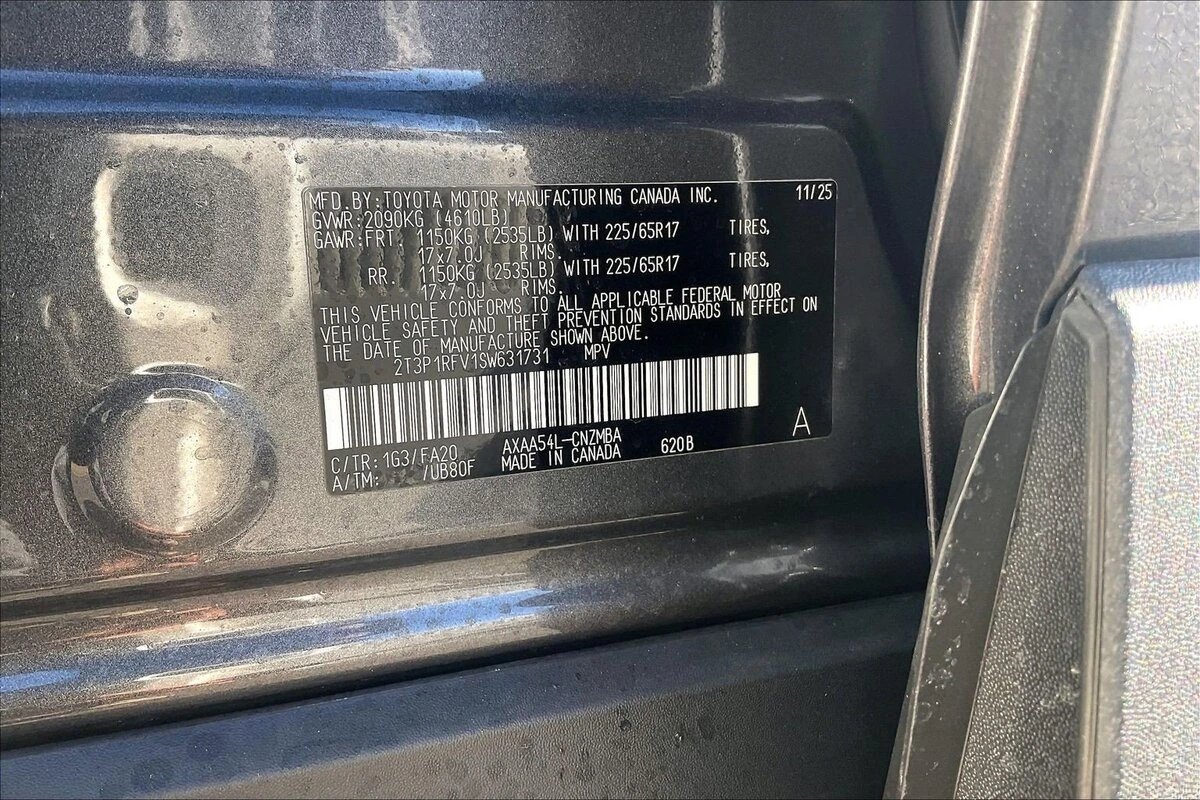 MFD.BY:TOYOTA MOTOR MANUFACTURING CANADA INC. 11/25
GVWR:2090KG (4610LB)
GAWR:FRT. 1150KG (2535LB) WITH 225/65R17 TIRES,
17x7.0J RIMS.
RR. 1150KG (2535LB) WITH 225/65R17 TIRES,
17x7.0J RIMS.
THIS VEHICLE CONFORMS TO ALL APPLICABLE FEDERAL MOTOR
VEHICLE SAFETY AND THEFT PREVENTION STANDARDS IN EFFECT ON
THE DATE OF MANUFACTURE SHOWN ABOVE.
2T3P1RFV1SW631731 MPV
C/TR:1G3/FA20 AXAA54L-CNZMBA 620B A
A/TM: /UB80F MADE IN CANADA